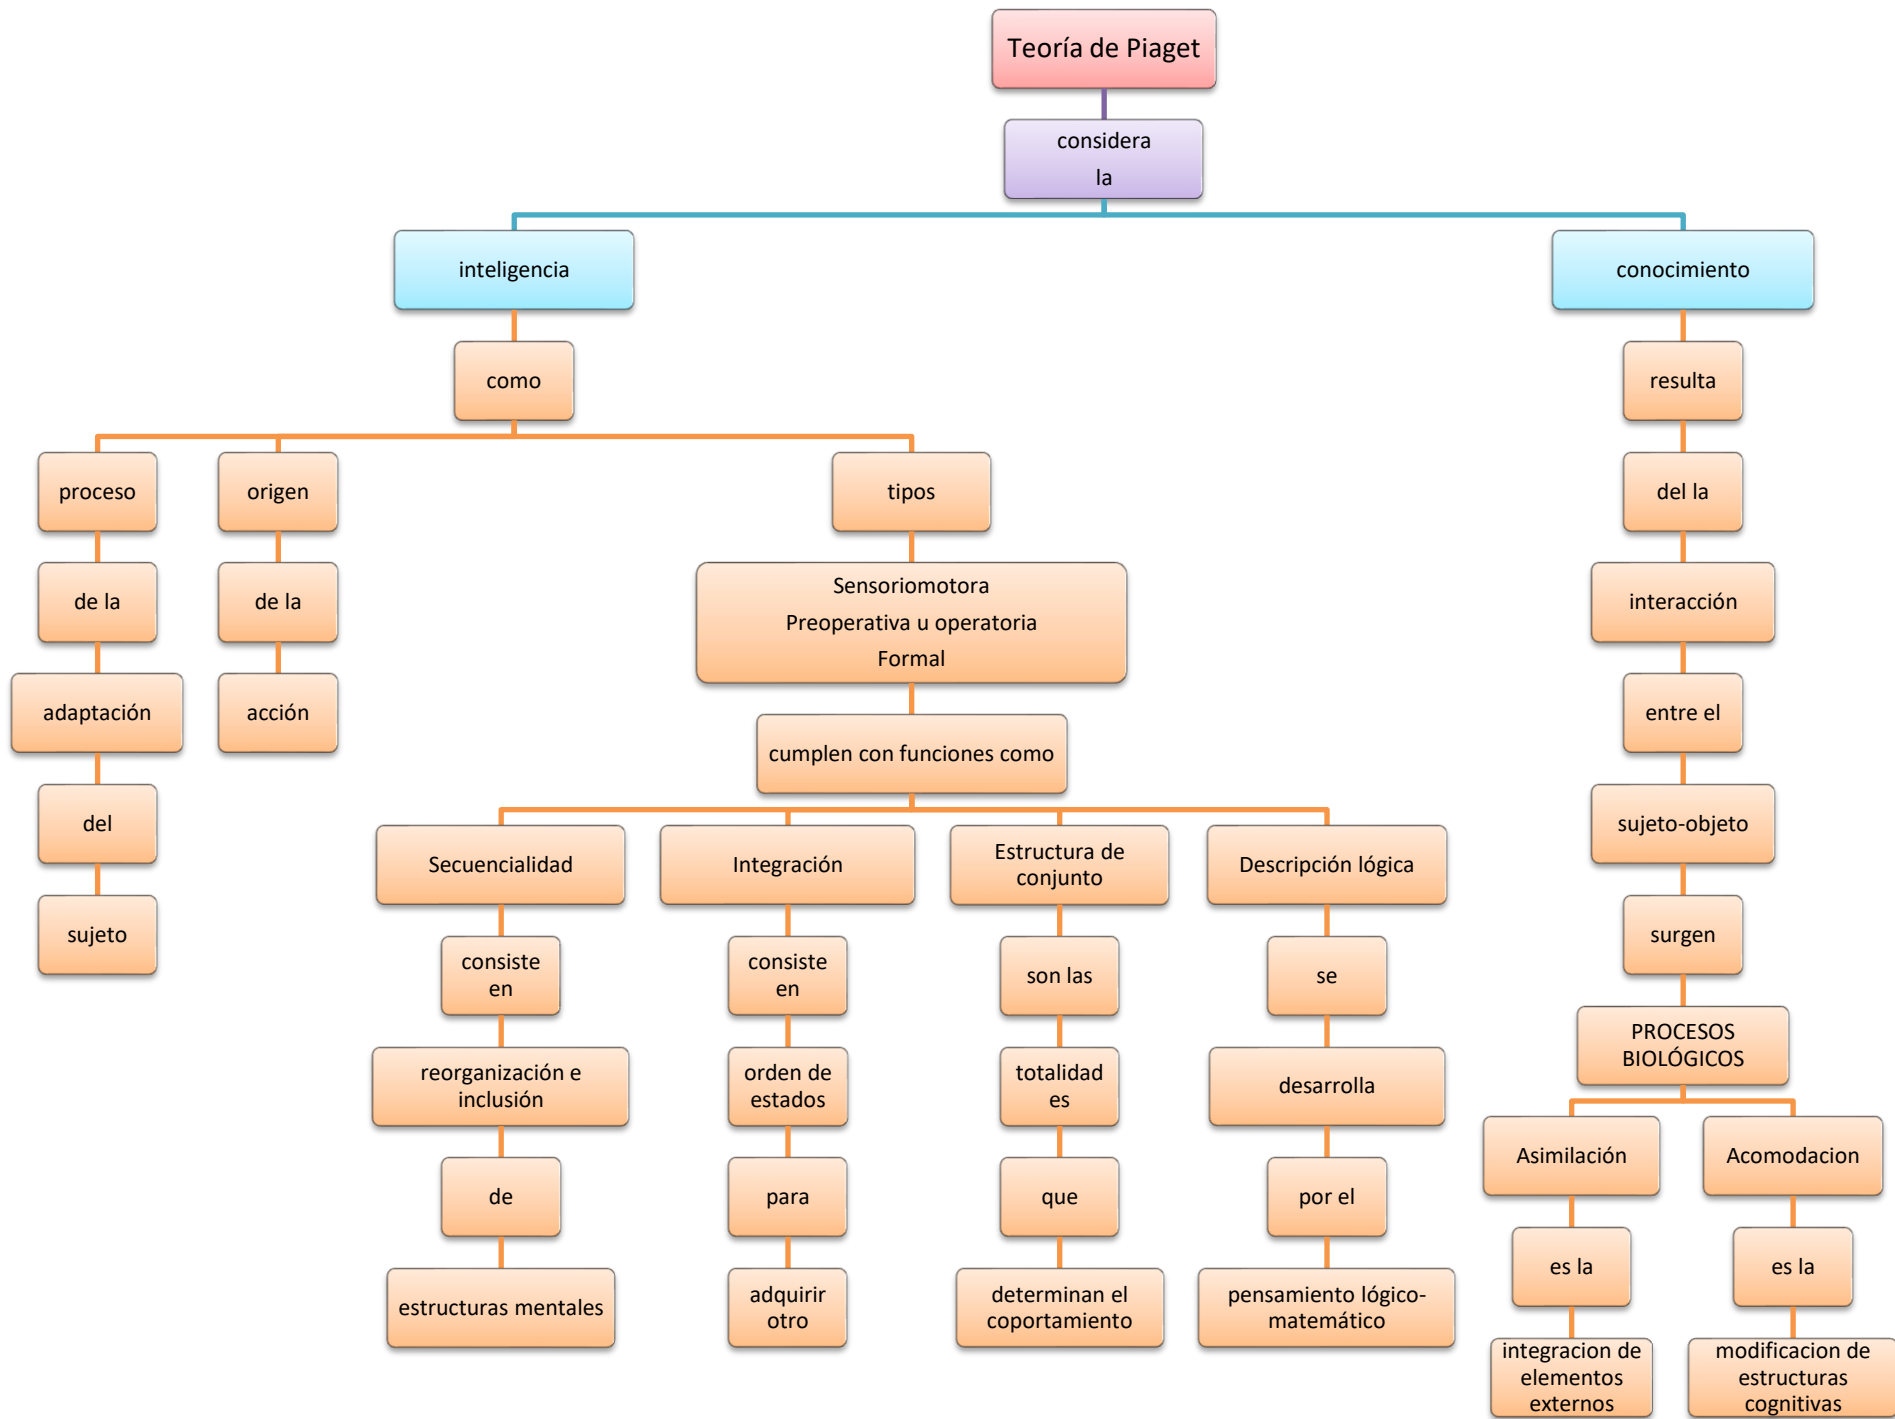 Teoría de Piaget
considera
la
inteligencia
conocimiento
como
resulta
proceso
origen
tipos
del la
de la
de la
Sensoriomotora
Preoperativa u operatoria
Formal
interacción
adaptación
acción
cumplen con funciones como
entre el
del
Secuencialidad
Integración
Estructura de
conjunto
Descripción lógica
sujeto-objeto
sujeto
consiste
en
consiste
en
son las
se
surgen
reorganización e
inclusión
orden de
estados
totalidad
es
desarrolla
PROCESOS
BIOLÓGICOS
de
para
que
por el
Asimilación
Acomodacion
estructuras mentales
adquirir
otro
determinan el
coportamiento
pensamiento lógico-
matemático
es la
es la
integracion de
elementos
externos
modificacion de
estructuras
cognitivas